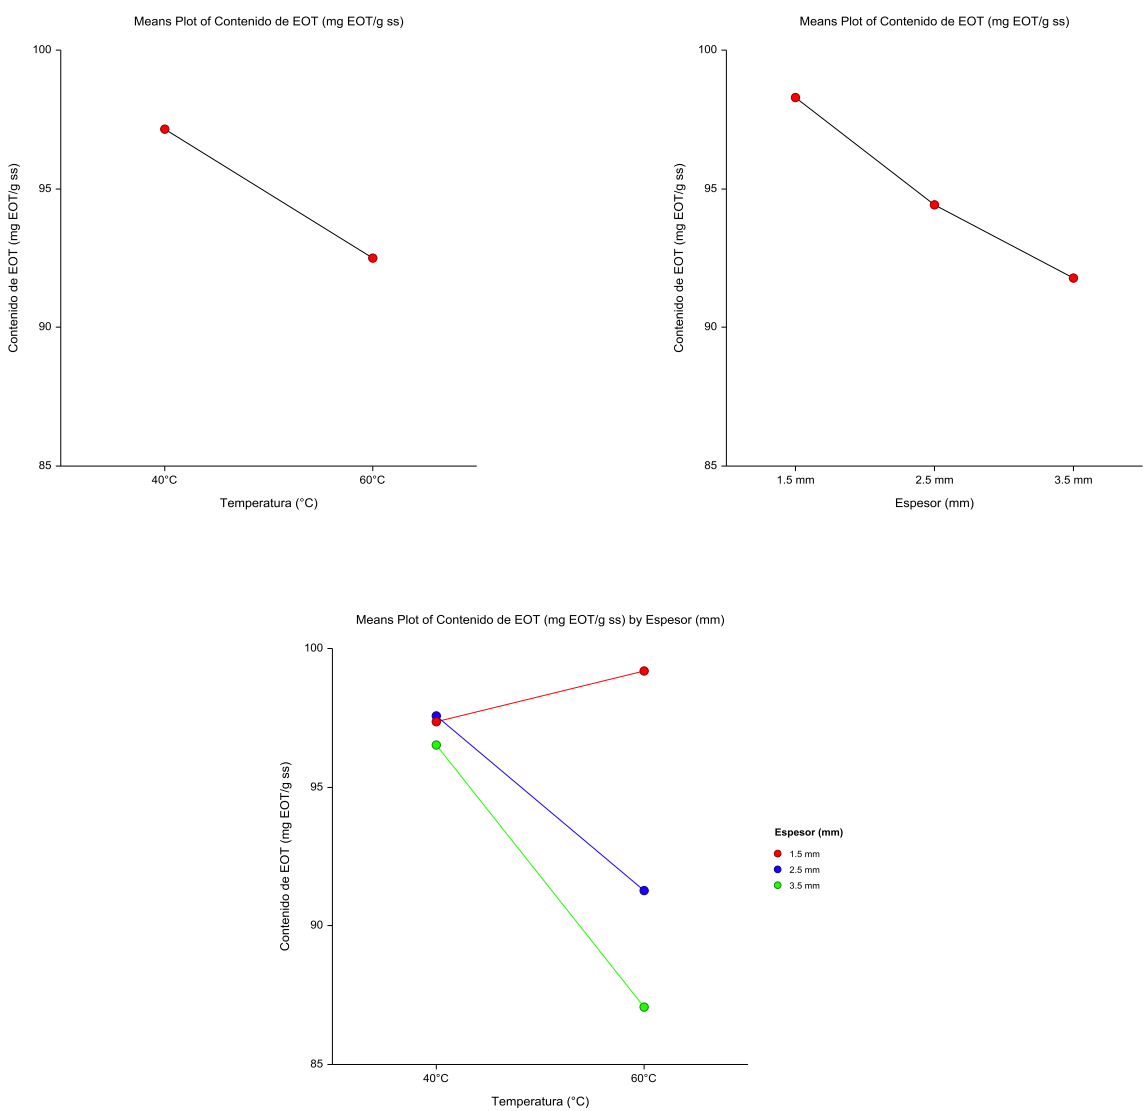 Means Plot of Contenido de EOT (mg EOT/g ss)
100
95
90
85
Contenido de EOT (mg EOT/g ss)
40°C
60°C
Temperatura (°C)
Means Plot of Contenido de EOT (mg EOT/g ss)
100
95
90
85
Contenido de EOT (mg EOT/g ss)
1.5 mm
2.5 mm
3.5 mm
Espesor (mm)
Means Plot of Contenido de EOT (mg EOT/g ss) by Espesor (mm)
100
95
90
85
Contenido de EOT (mg EOT/g ss)
40°C
60°C
Temperatura (°C)
Espesor (mm)
1.5 mm
2.5 mm
3.5 mm